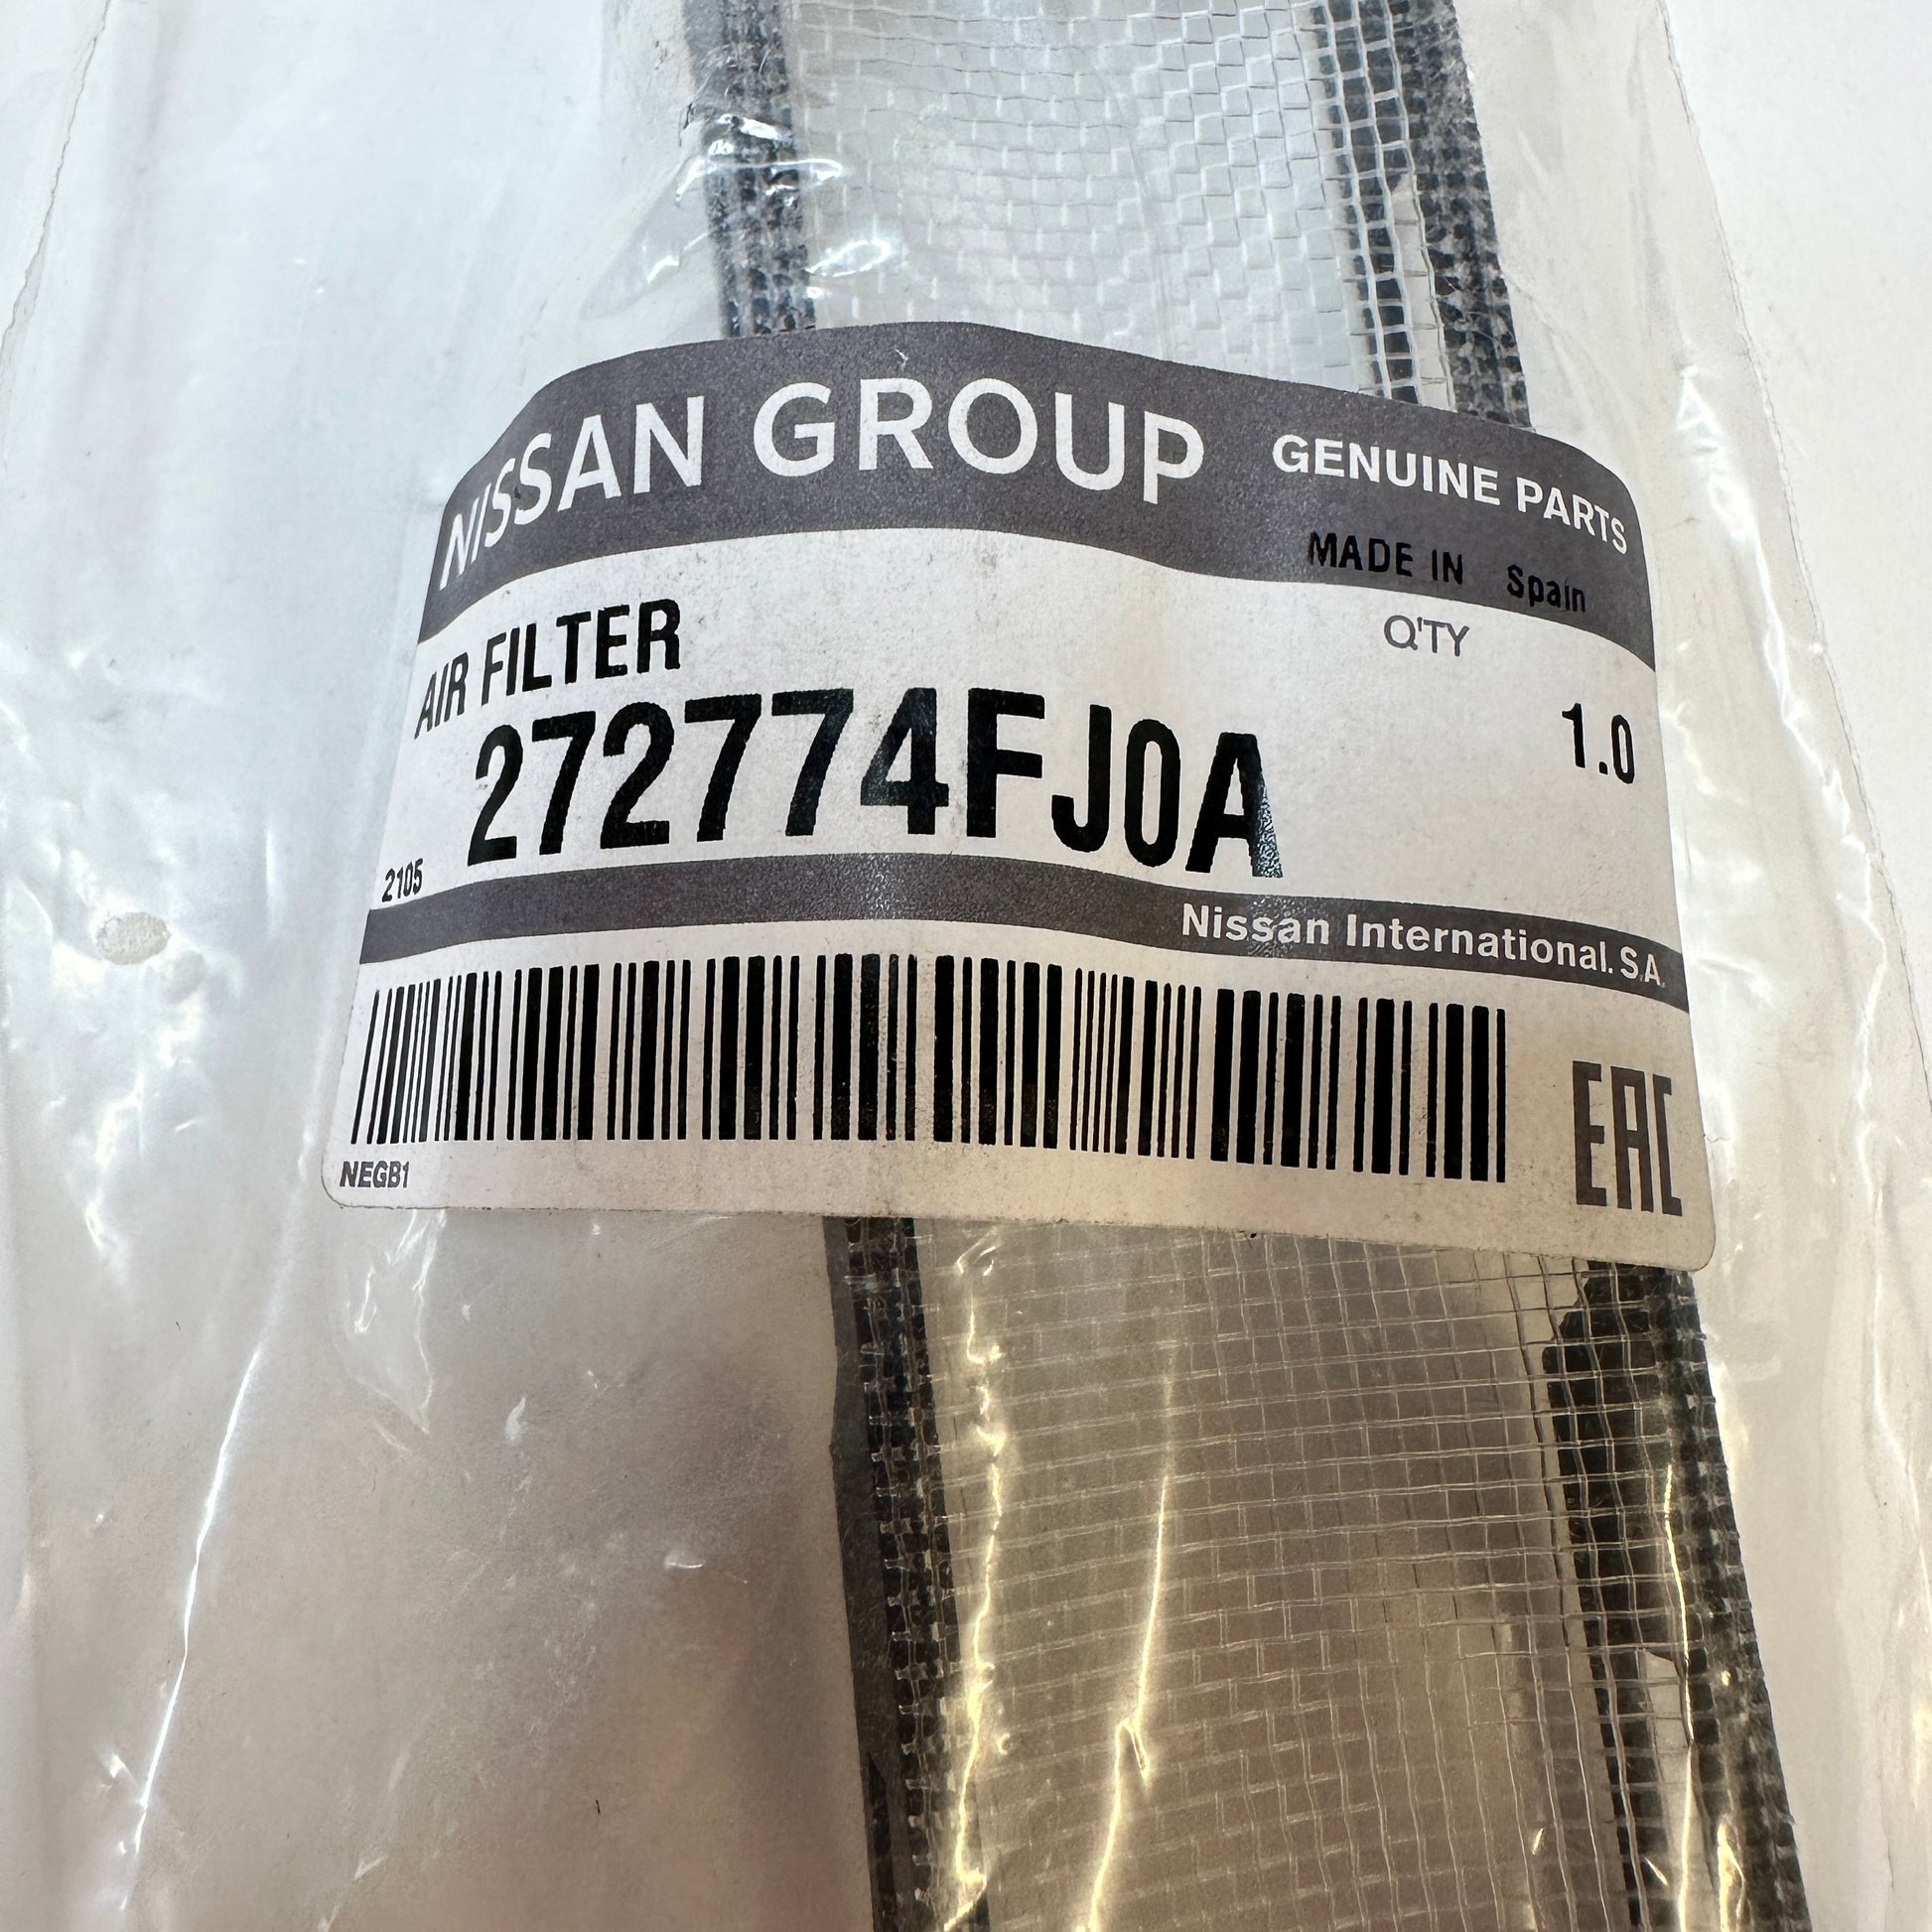 NISSAN GROUP GENUINE PARTS
MADE IN Spain
AIR FILTER
Q'TY
272774FJ0A
1.0
2105
Nissan International. S.A.
NEGB1
EAC